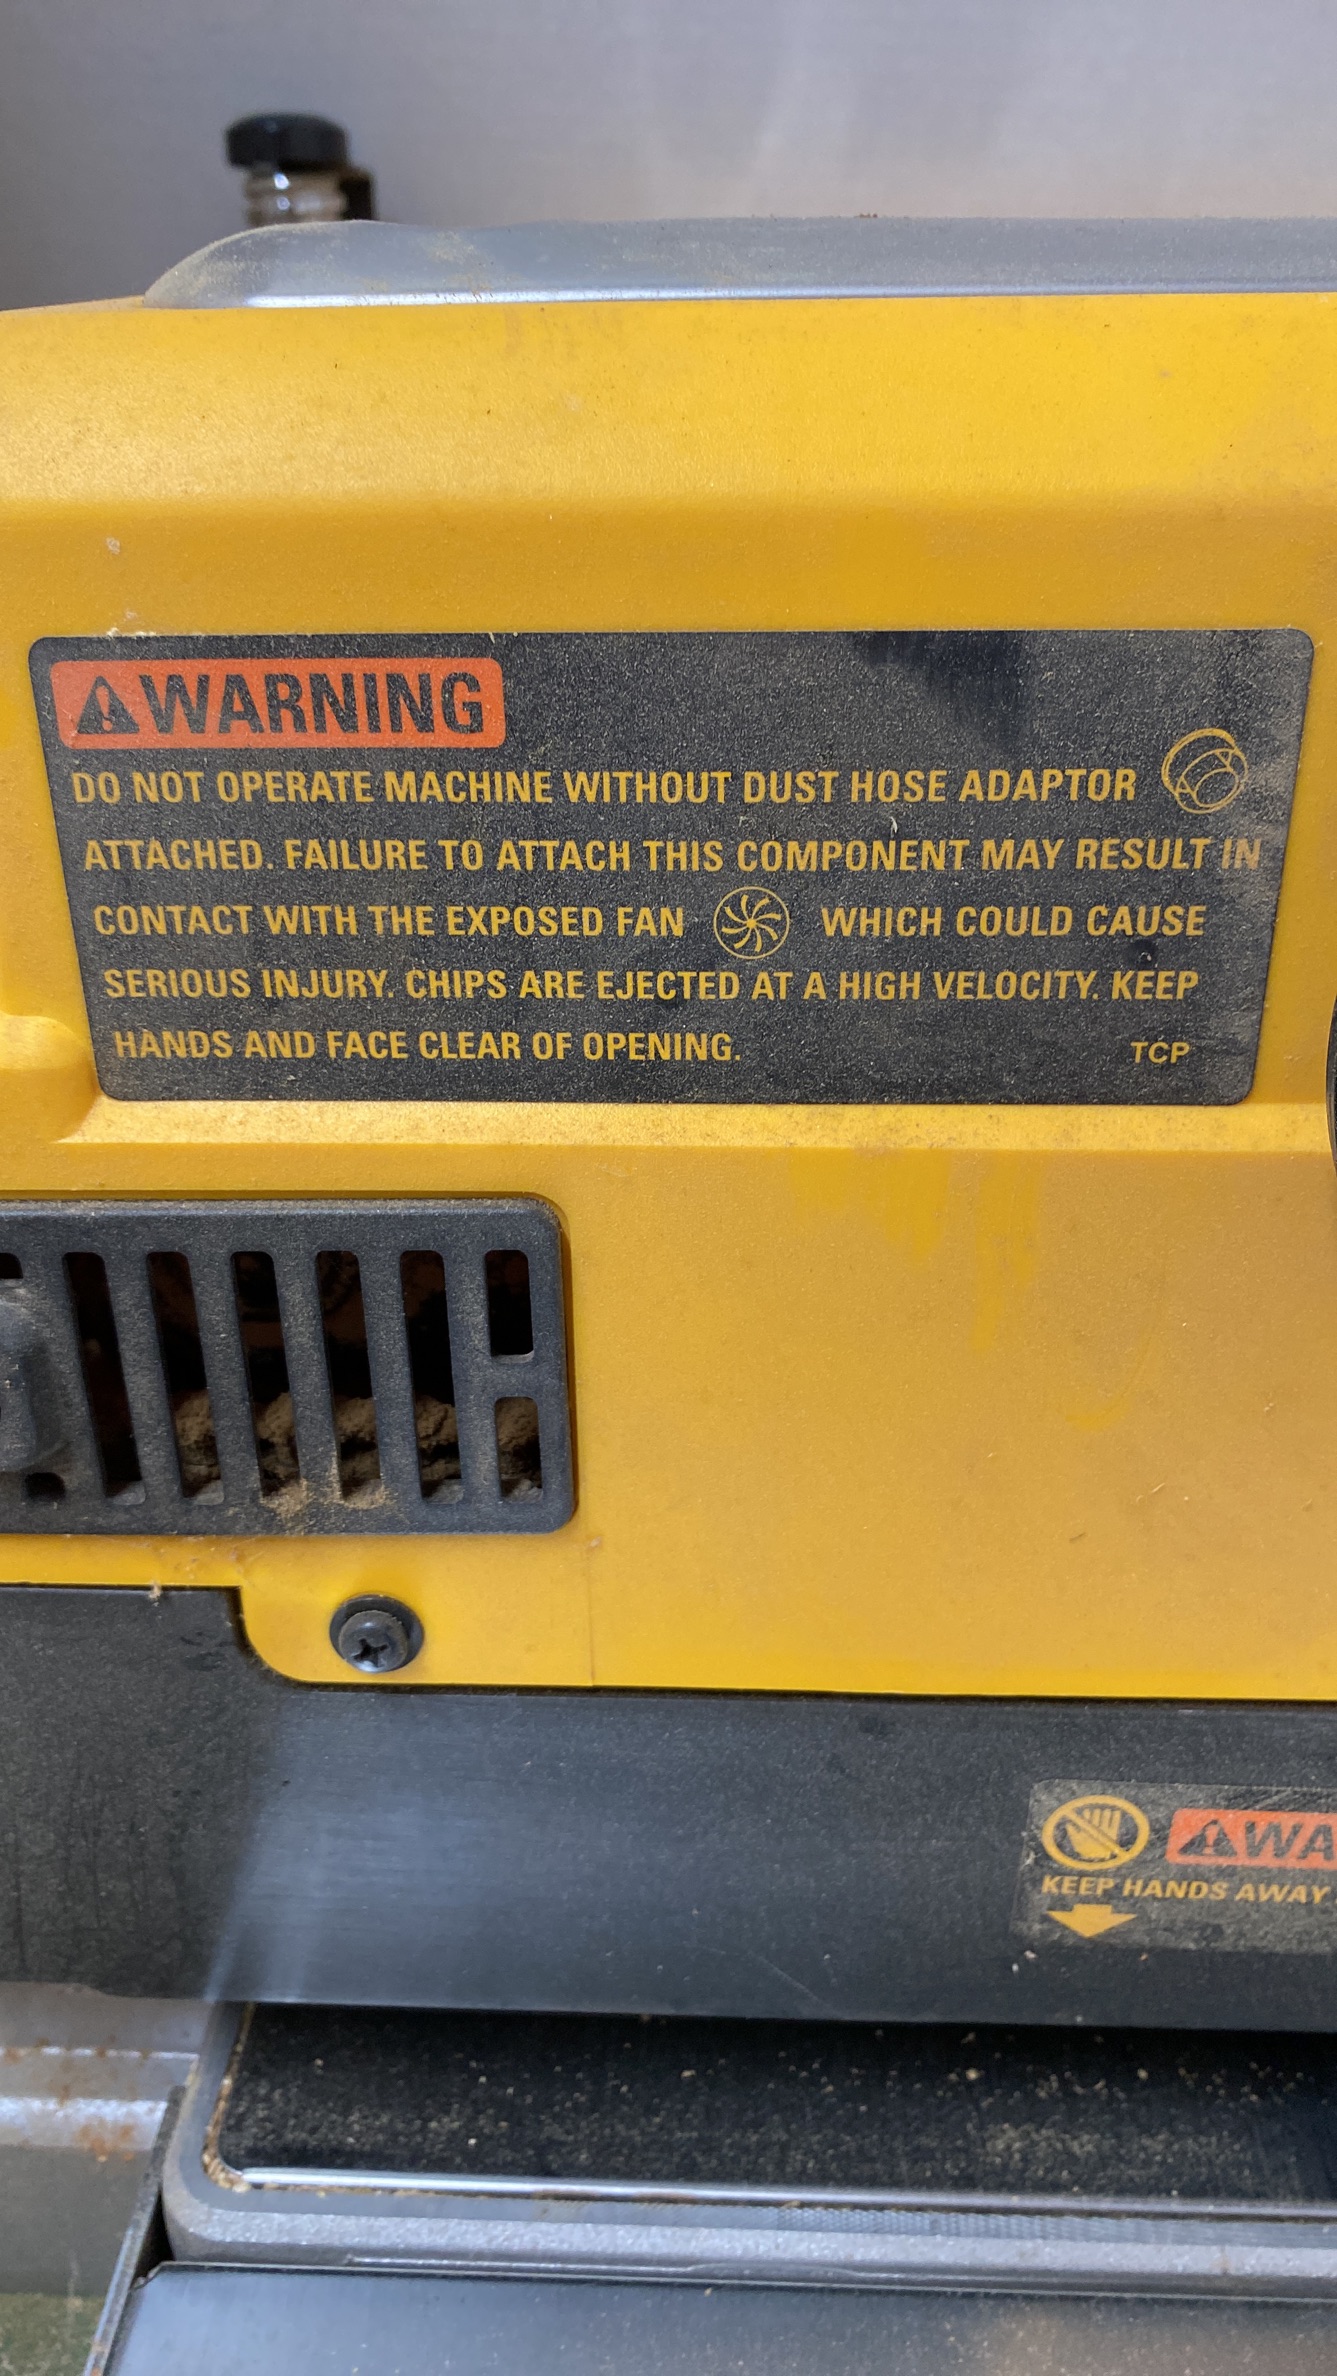 WARNING
DO NOT OPERATE MACHINE WITHOUT DUST HOSE ADAPTOR
ATTACHED. FAILURE TO ATTACH THIS COMPONENT MAY RESULT IN
CONTACT WITH THE EXPOSED FAN WHICH COULD CAUSE
SERIOUS INJURY. CHIPS ARE EJECTED AT A HIGH VELOCITY. KEEP
HANDS AND FACE CLEAR OF OPENING. TCP
WA
KEEP HANDS AWAY